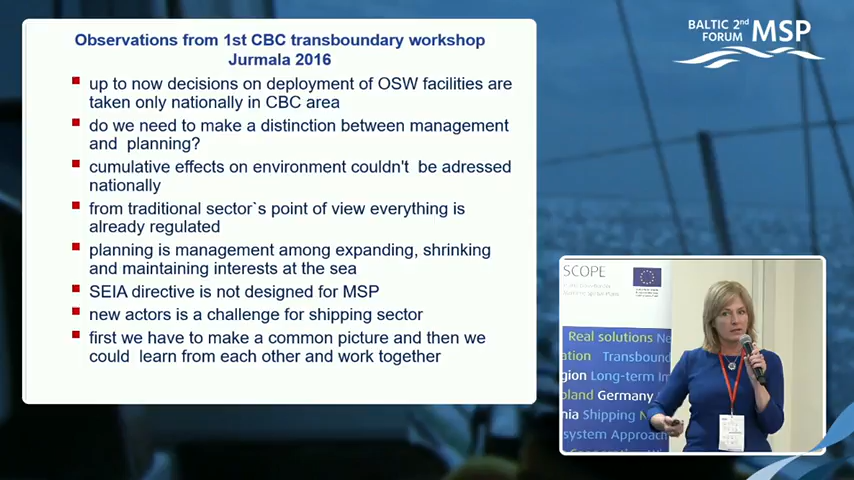 Observations from 1st CBC transboundary workshop
Jurmala 2016
up to now decisions on deployment of OSW facilities are
taken only nationally in CBC area
do we need to make a distinction between management
and planning?
cumulative effects on environment couldn't be adressed
nationally
from traditional sector`s point of view everything is
already regulated
planning is management among expanding, shrinking
and maintaining interests at the sea
SEIA directive is not designed for MSP
new actors is a challenge for shipping sector
first we have to make a common picture and then we
could learn from each other and work together
BALTIC 2nd
FORUM MSP
SCOPE
Real solutions
Transbound
Long-term
Germany
Shipping
system Approach